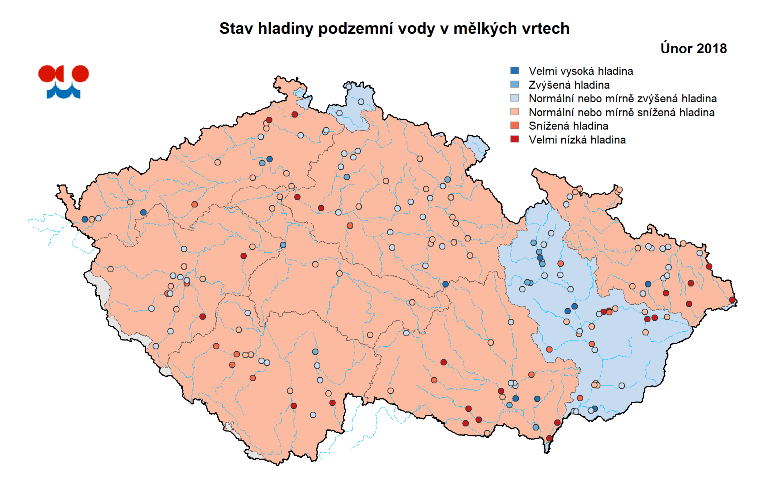 Stav hladiny podzemní vody v mělkých vrtech
Únor 2018
Velmi vysoká hladina
Zvýšená hladina
Normální nebo mírně zvýšená hladina
Normální nebo mírně snížená hladina
Snížená hladina
Velmi nízká hladina